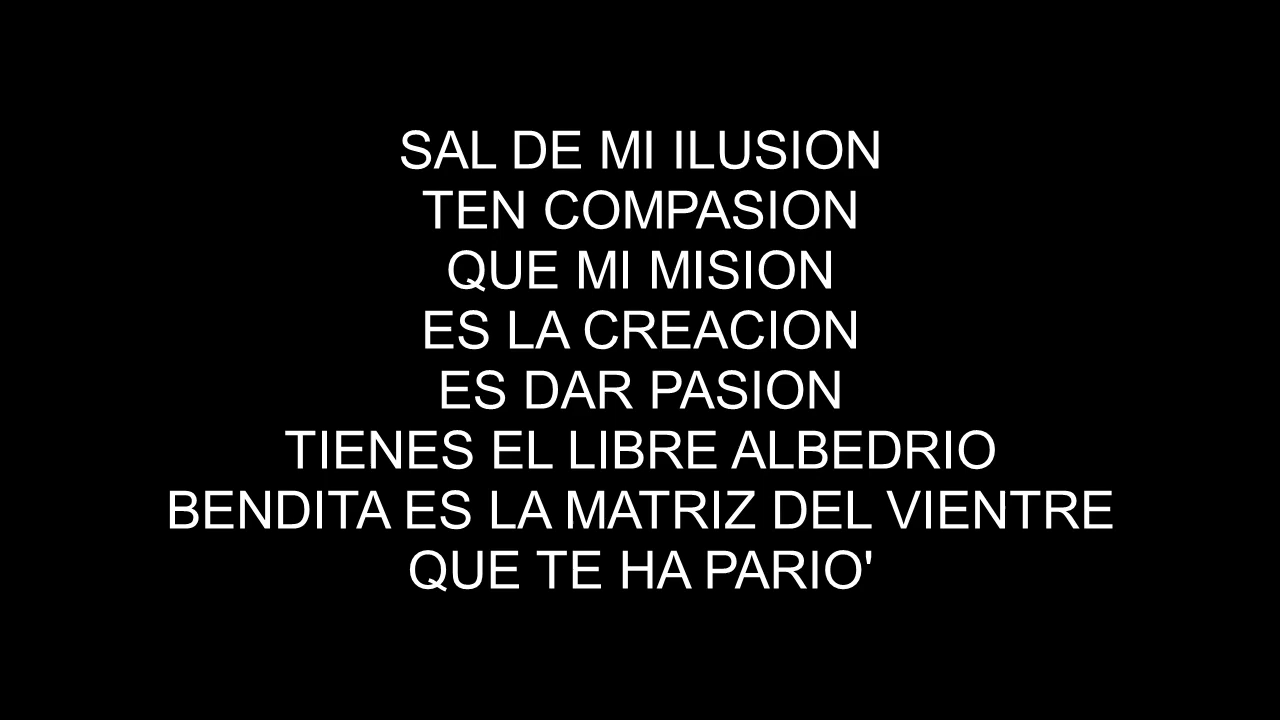 SAL DE MI ILUSION
TEN COMPASION
QUE MI MISION
ES LA CREACION
ES DAR PASION
TIENES EL LIBRE ALBEDRIO
BENDITA ES LA MATRIZ DEL VIENTRE
QUE TE HA PARIO'